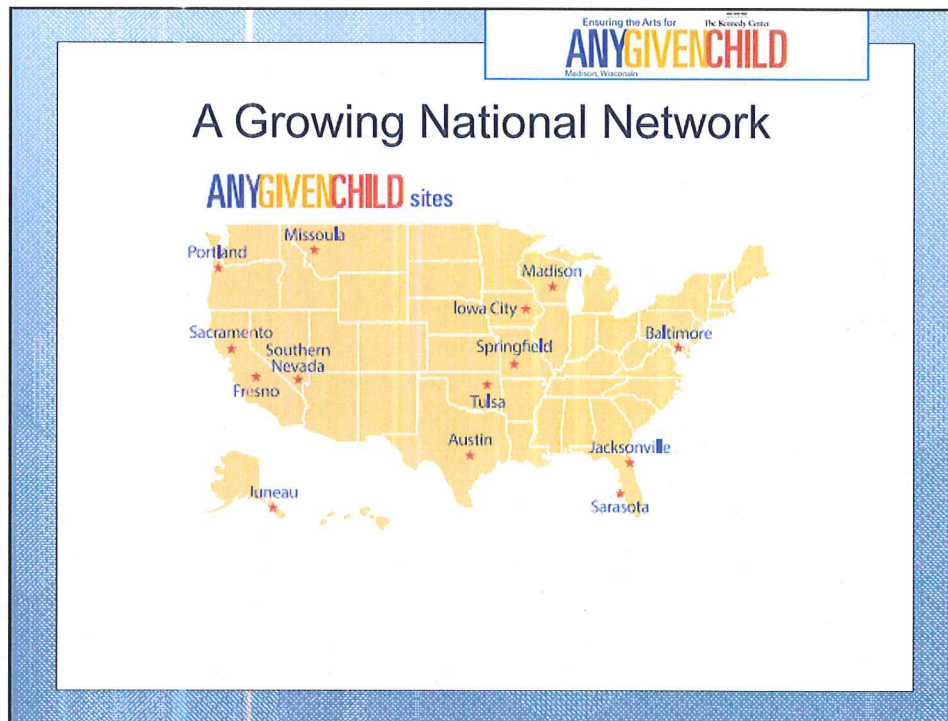 Ensuring the Arts for
The Kennedy Center
ANYGIVENCHILD
Madison, Wisconsin
A Growing National Network
ANYGIVENCHILD sites
Missoula
Portland
Madison
Iowa City
Sacramento
Baltimore
Springfield
Southern
Nevada
Fresno
Tulsa
Austin
Jacksonville
Juneau
Sarasota